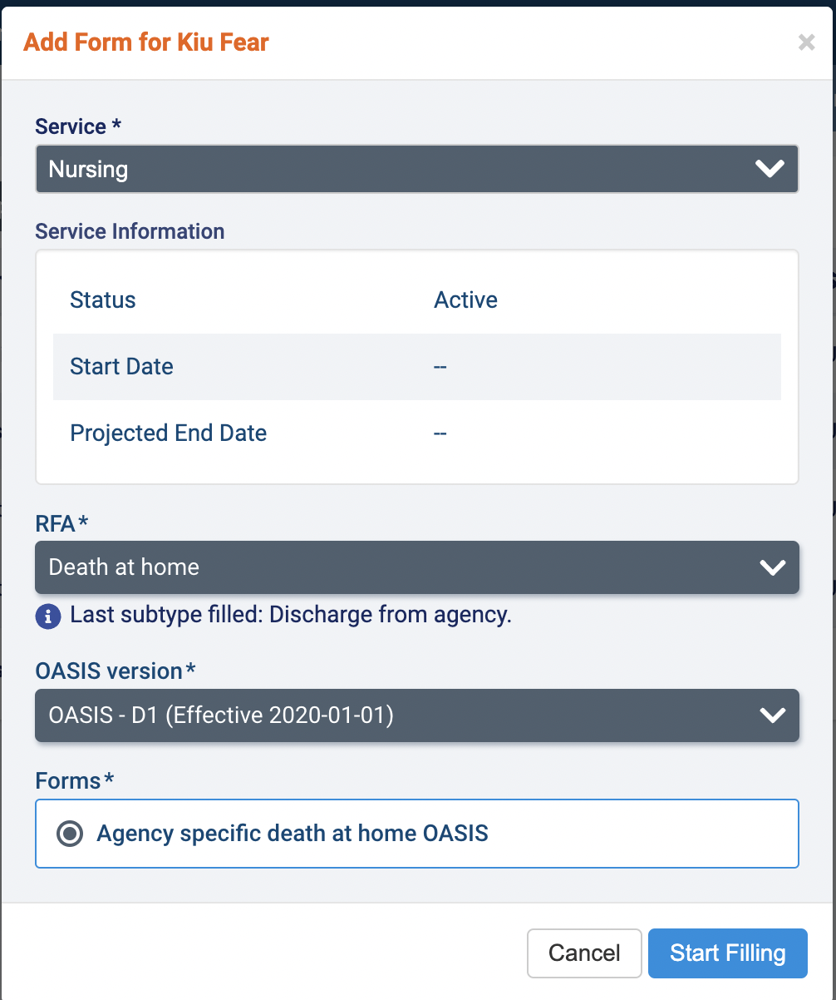 Add Form for Kiu Fear
×
Service *
Nursing
Service Information
Status Active
Start Date --
Projected End Date --
RFA*
Death at home
Last subtype filled: Discharge from agency.
OASIS version*
OASIS - D1 (Effective 2020-01-01)
Forms*
Agency specific death at home OASIS
Cancel Start Filling